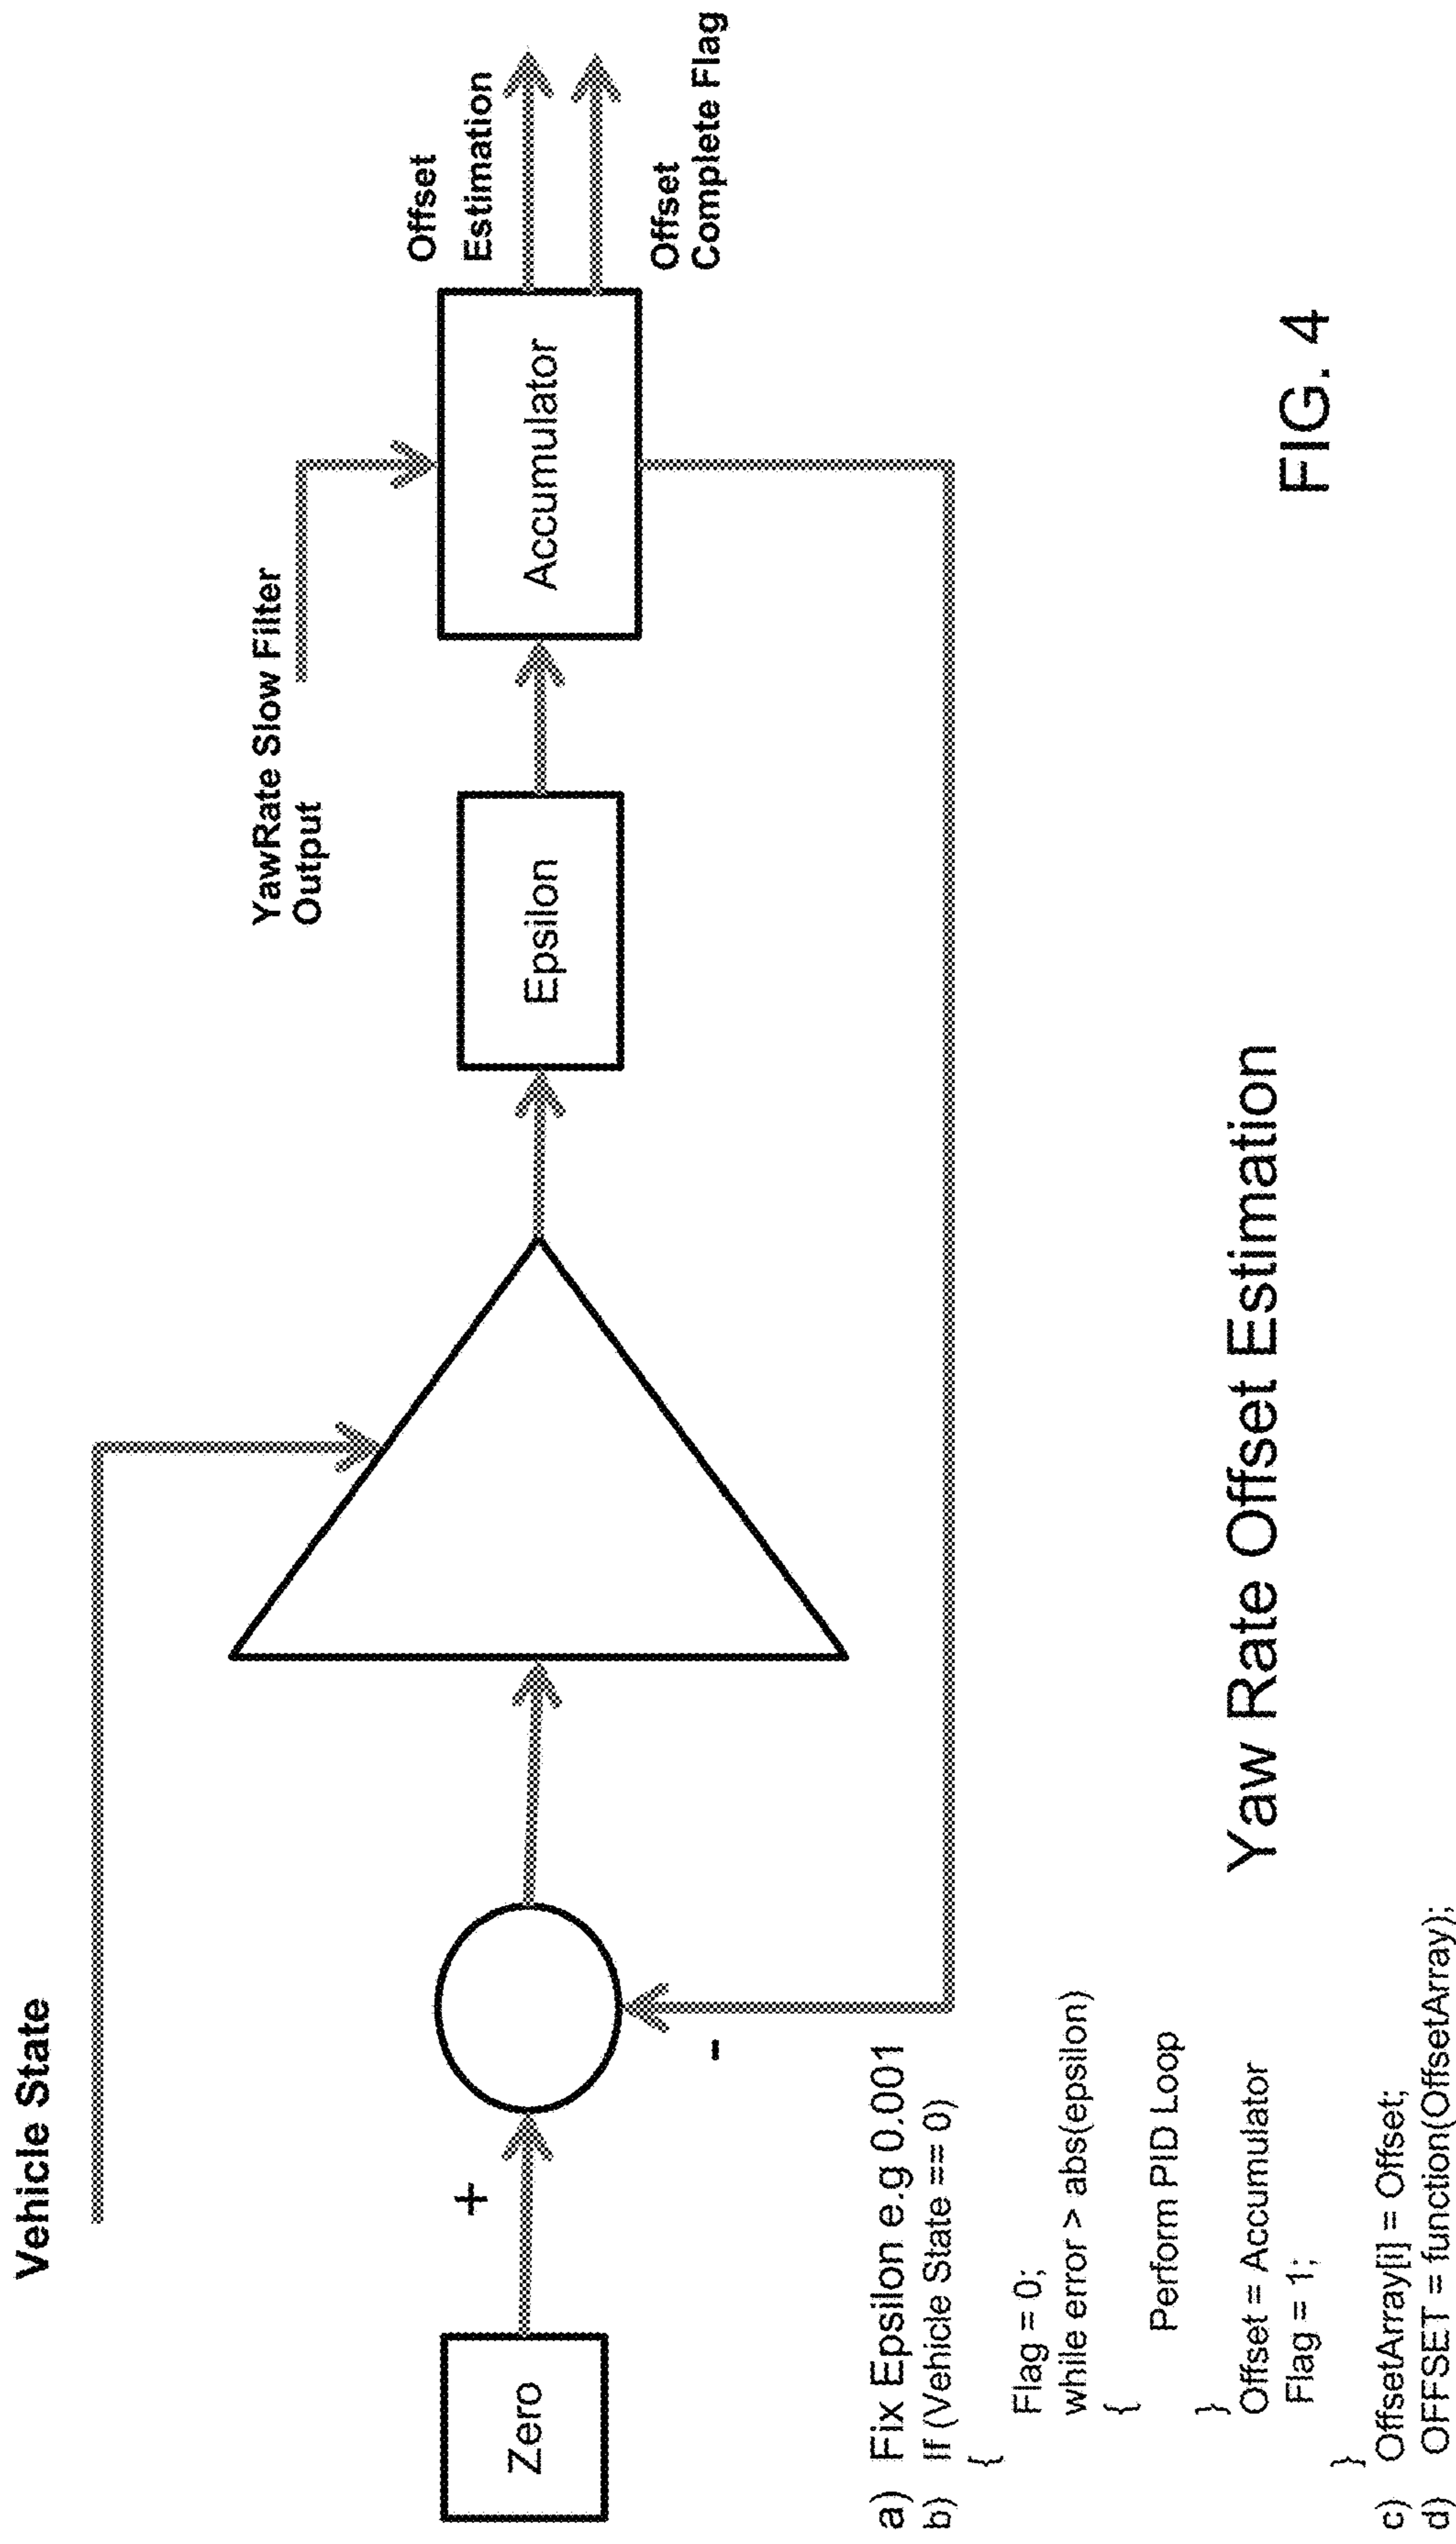 Vehicle State
YawRate Slow Filter
Output
Offset
Estimation
Zero
+
Epsilon
Accumulator
Offset
Complete Flag
-
a) Fix Epsilon e.g 0.001
b) If (Vehicle State == 0)
{
Flag = 0;
while error > abs(epsilon)
{
Perform PID Loop
}
Offset = Accumulator
Flag = 1;
}
c) OffsetArray[i] = Offset;
d) OFFSET = function(OffsetArray);
Yaw Rate Offset Estimation
FIG. 4